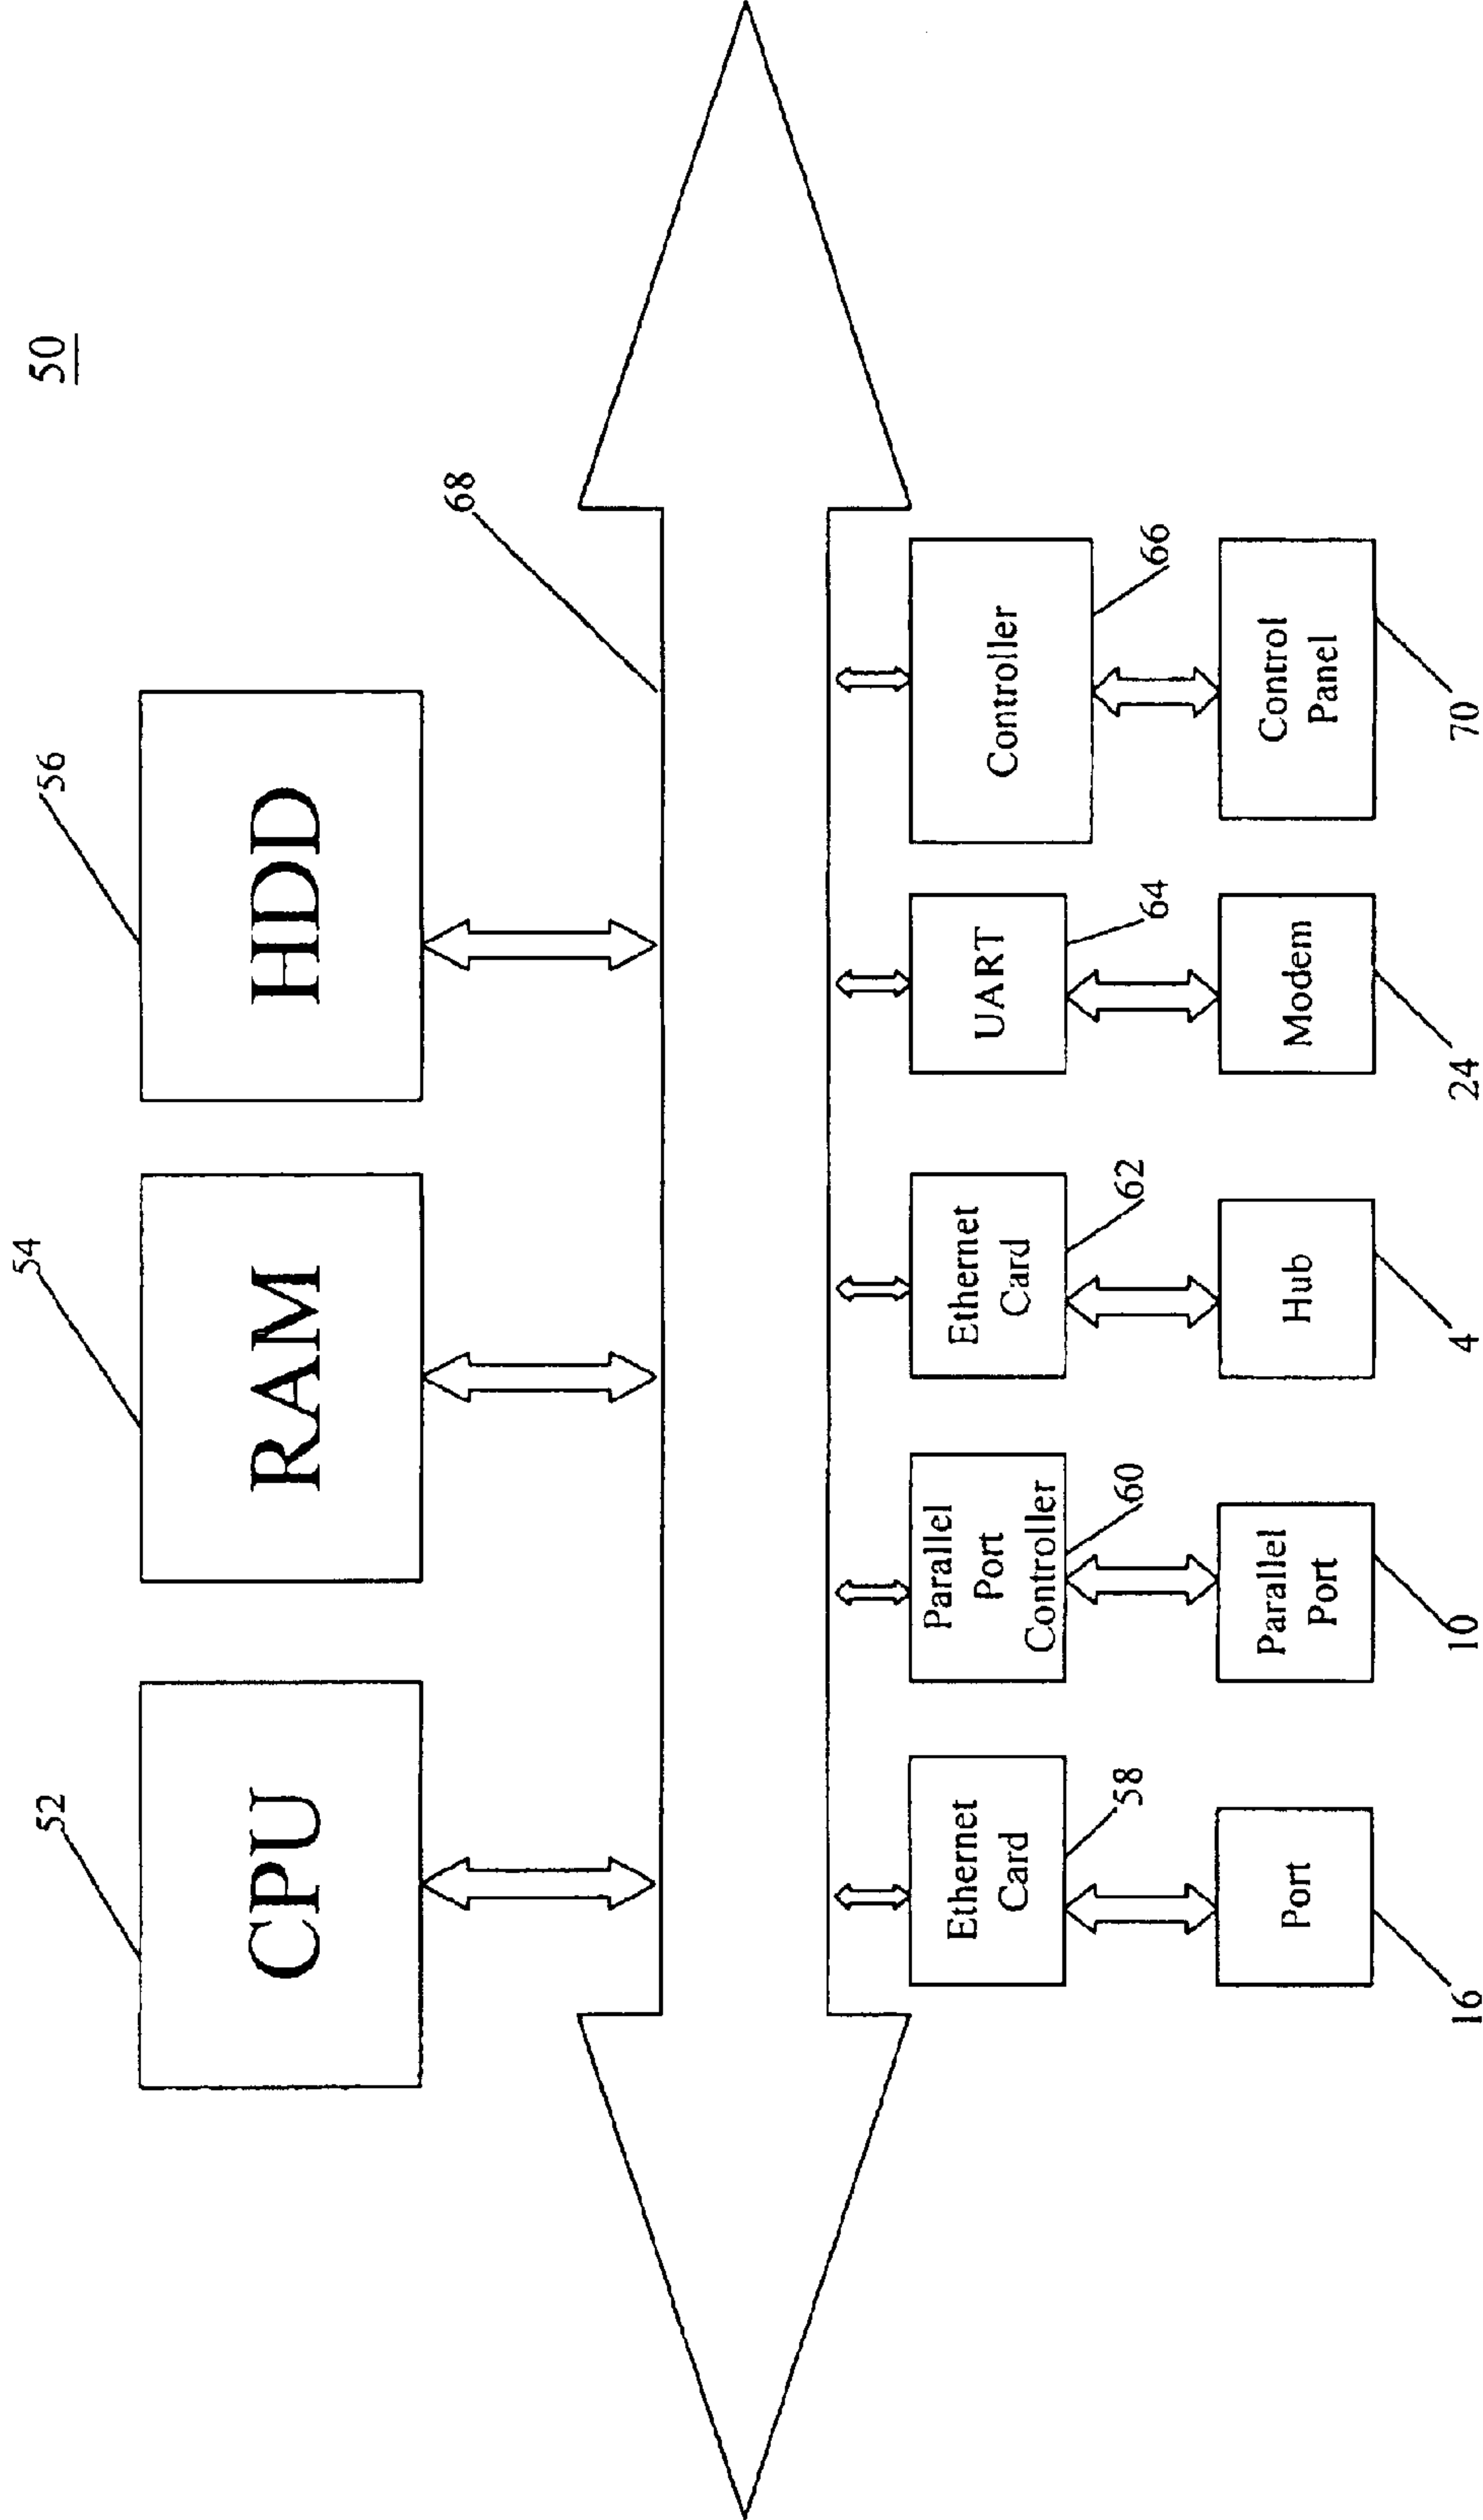 50
52
54
56
CPU
RAM
HDD
68
Ethernet
Card
Parallel
Port
Controller
Ethernet
Card
UART
Controller
58
60
62
64
66
Port
Parallel
Port
Hub
Modem
Control
Panel
16
10
4
24
70